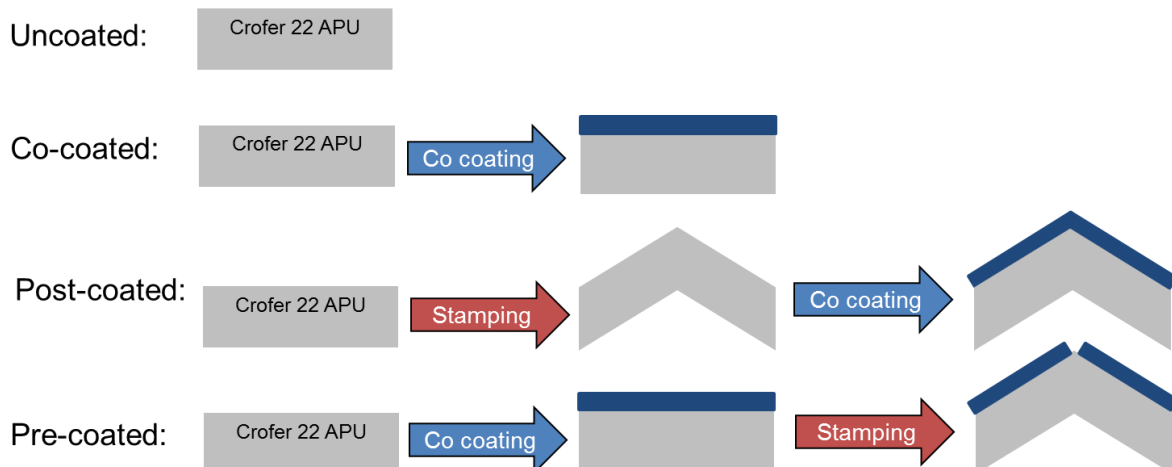 Uncoated:
Crofer 22 APU
Co-coated:
Crofer 22 APU
Co coating
Post-coated:
Crofer 22 APU
Stamping
Co coating
Pre-coated:
Crofer 22 APU
Co coating
Stamping